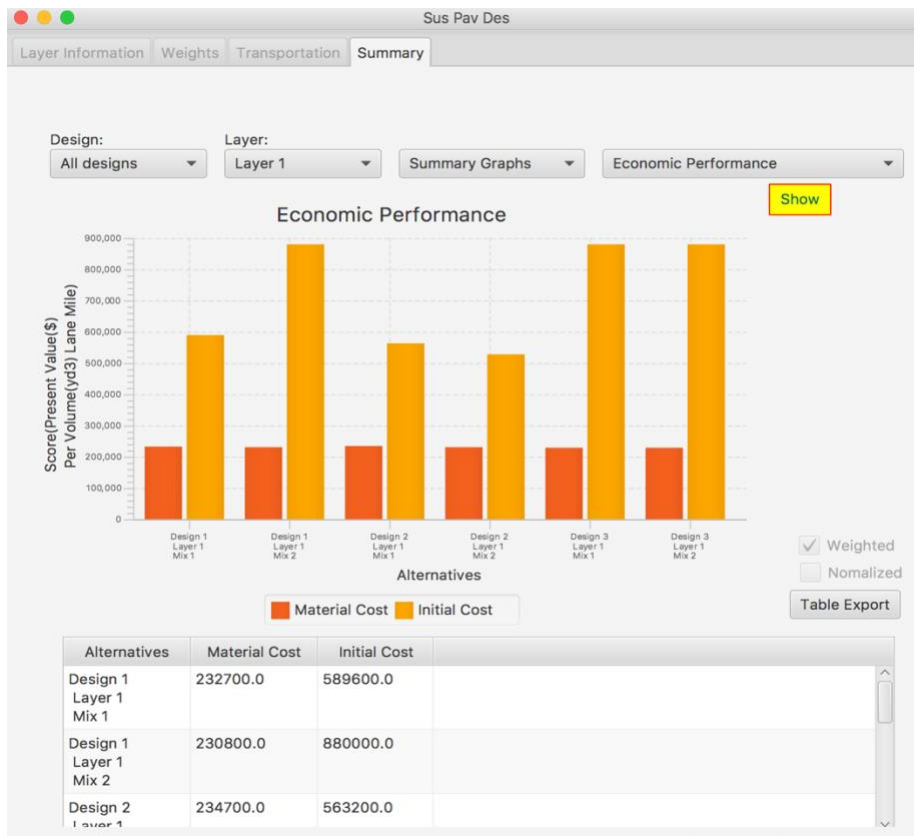 Sus Pav Des
Layer Information Weights Transportation Summary
Design: Layer:
All designs Layer 1 Summary Graphs Economic Performance
Show
Economic Performance
Score(Present Value($)
Per Volume(yd3) Lane Mile)
900,000
800,000
700,000
600,000
500,000
400,000
300,000
200,000
100,000
0
Design 1
Layer 1
Mix 1
Design 1
Layer 1
Mix 2
Design 2
Layer 1
Mix 1
Design 2
Layer 1
Mix 2
Design 3
Layer 1
Mix 1
Design 3
Layer 1
Mix 2
Alternatives
Material Cost Initial Cost
Weighted
Nomalized
Table Export
Alternatives Material Cost Initial Cost
Design 1 232700.0 589600.0
Layer 1
Mix 1
Design 1 230800.0 880000.0
Layer 1
Mix 2
Design 2 234700.0 563200.0
Layer 1